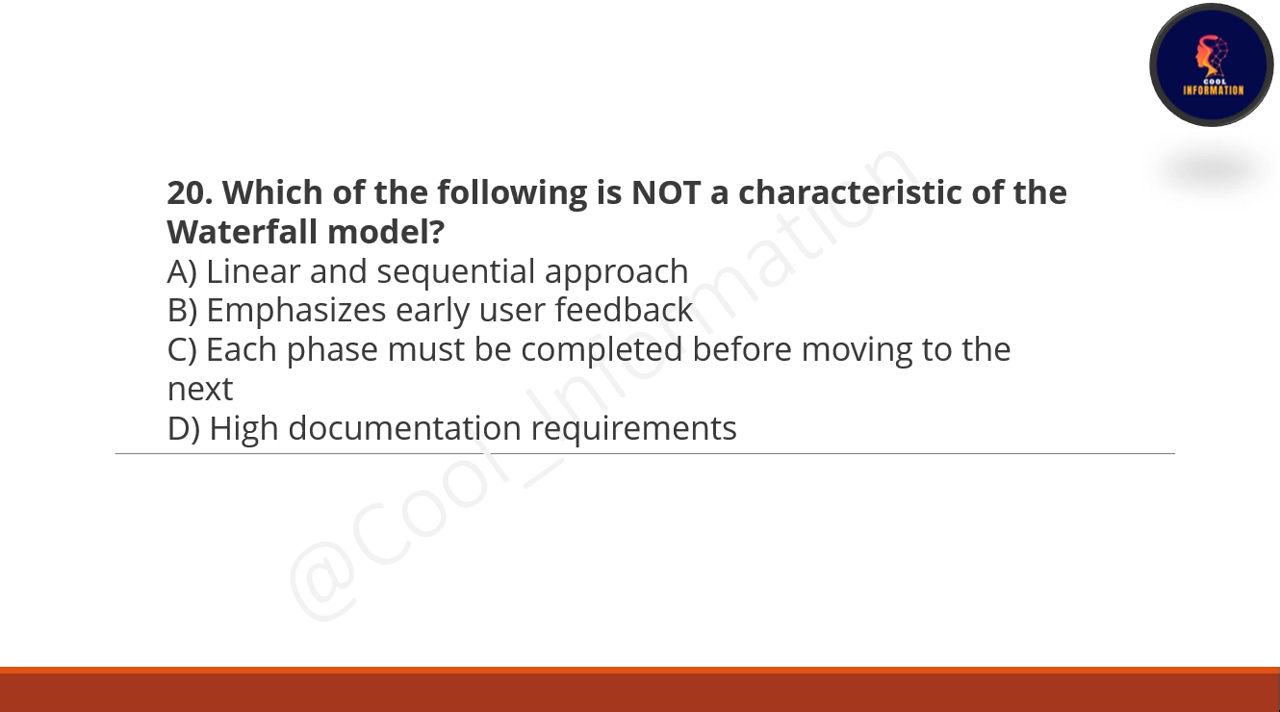 COOL
INFORMATION
20. Which of the following is NOT a characteristic of the
Waterfall model?
A) Linear and sequential approach
B) Emphasizes early user feedback
C) Each phase must be completed before moving to the
next
D) High documentation requirements
@Cool_Information